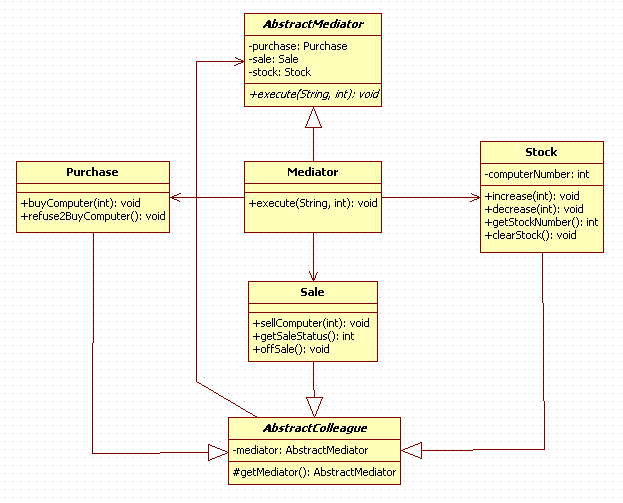 AbstractMediator
-purchase: Purchase
-sale: Sale
-stock: Stock
+execute(String, int): void
Purchase
+buyComputer(int): void
+refuse2BuyComputer(): void
Mediator
+execute(String, int): void
Stock
-computerNumber: int
+increase(int): void
+decrease(int): void
+getStockNumber(): int
+clearStock(): void
Sale
+sellComputer(int): void
+getSaleStatus(): int
+offSale(): void
AbstractColleague
-mediator: AbstractMediator
#getMediator(): AbstractMediator